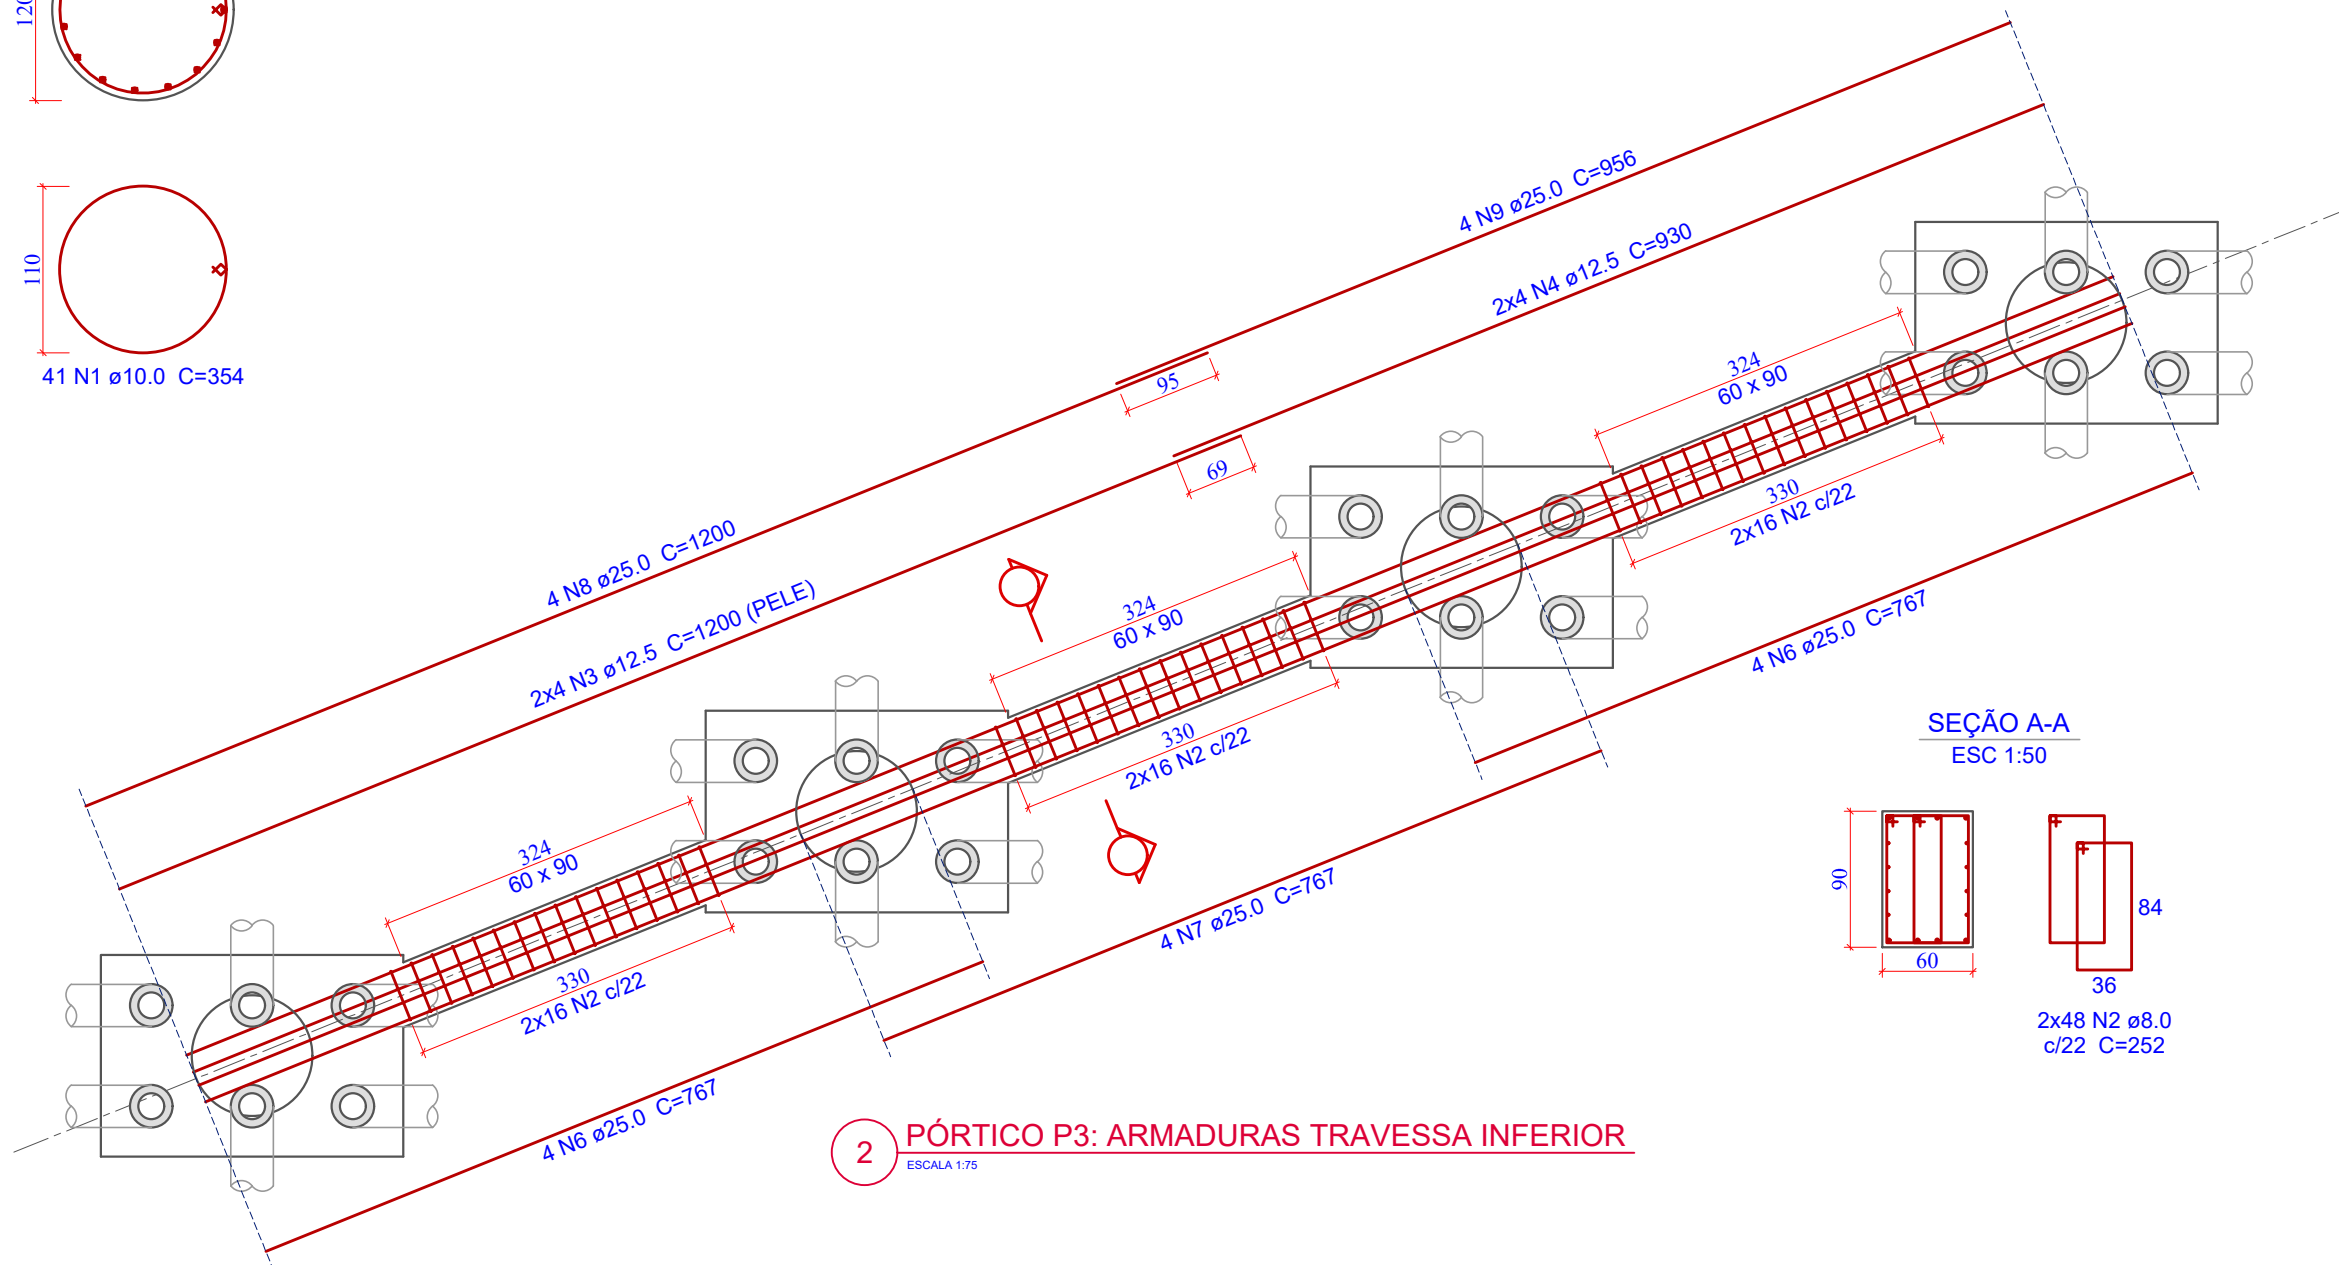 120
110
41 N1 ø10.0  C=354
4 N9 ø25.0  C=956
2x4 N4 ø12.5  C=930
95
69
4 N8 ø25.0  C=1200
2x4 N3 ø12.5  C=1200 (PELE)
324
60 x 90
330
2x16 N2 c/22
324
60 x 90
330
2x16 N2 c/22
324
60 x 90
330
2x16 N2 c/22
4 N6 ø25.0  C=767
4 N7 ø25.0  C=767
4 N6 ø25.0  C=767
SEÇÃO A-A
ESC 1:50
90
60
84
36
2x48 N2 ø8.0
c/22  C=252
2
PÓRTICO P3: ARMADURAS TRAVESSA INFERIOR
ESCALA 1:75